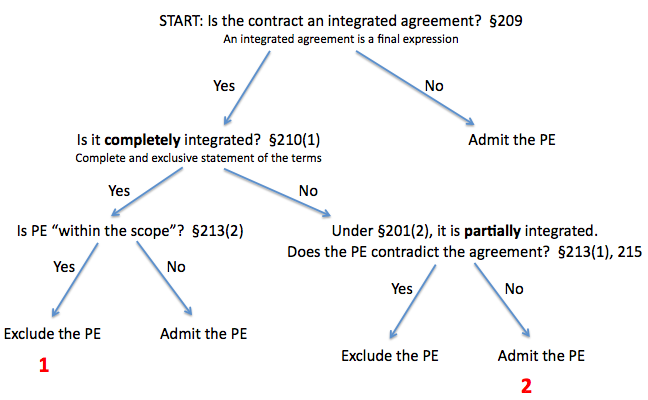 START: Is the contract an integrated agreement? §209
An integrated agreement is a final expression
Yes
No
Is it completely integrated? §210(1)
Complete and exclusive statement of the terms
Admit the PE
Yes
No
Is PE “within the scope”? §213(2)
Under §201(2), it is partially integrated.
Does the PE contradict the agreement? §213(1), 215
Yes
No
Yes
No
Exclude the PE
Admit the PE
Exclude the PE
Admit the PE
1
2